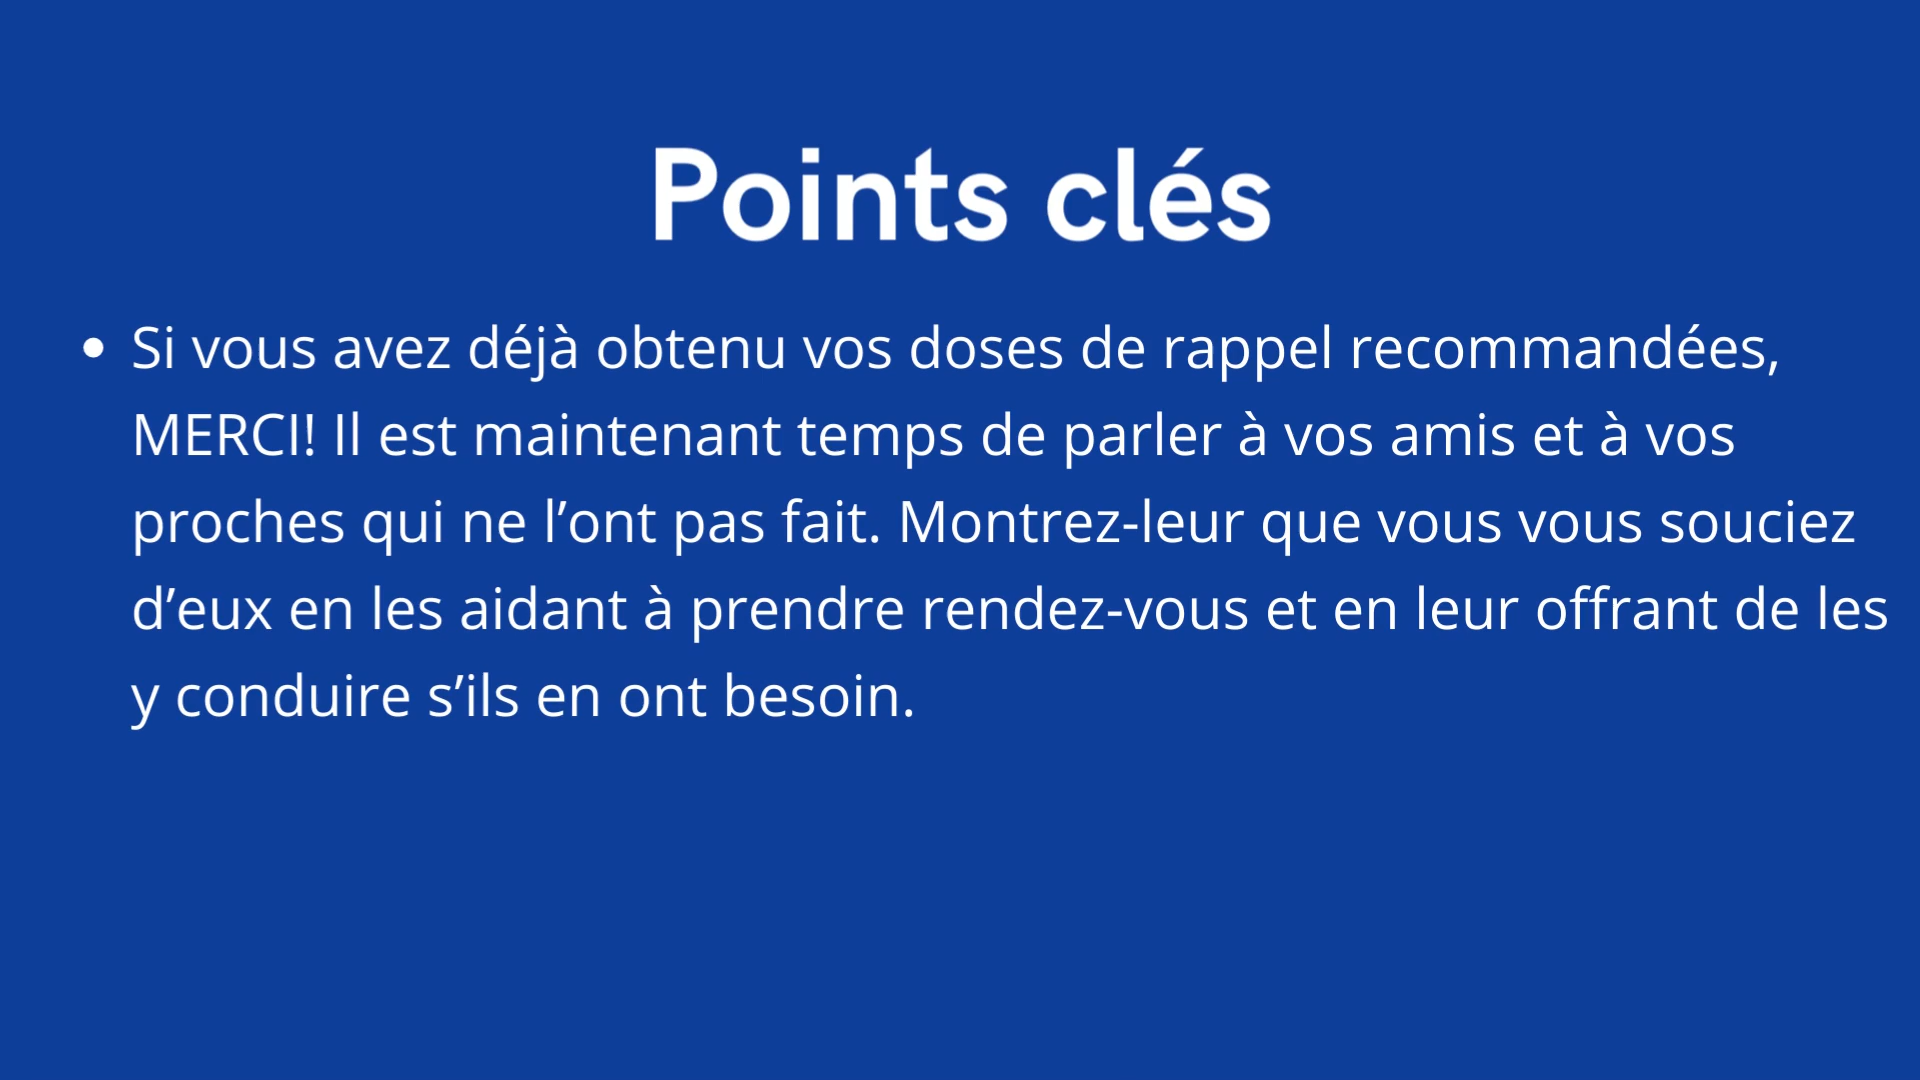 Points clés
• Si vous avez déjà obtenu vos doses de rappel recommandées,
MERCI! Il est maintenant temps de parler à vos amis et à vos
proches qui ne l’ont pas fait. Montrez-leur que vous vous souciez
d’eux en les aidant à prendre rendez-vous et en leur offrant de les
y conduire s’ils en ont besoin.